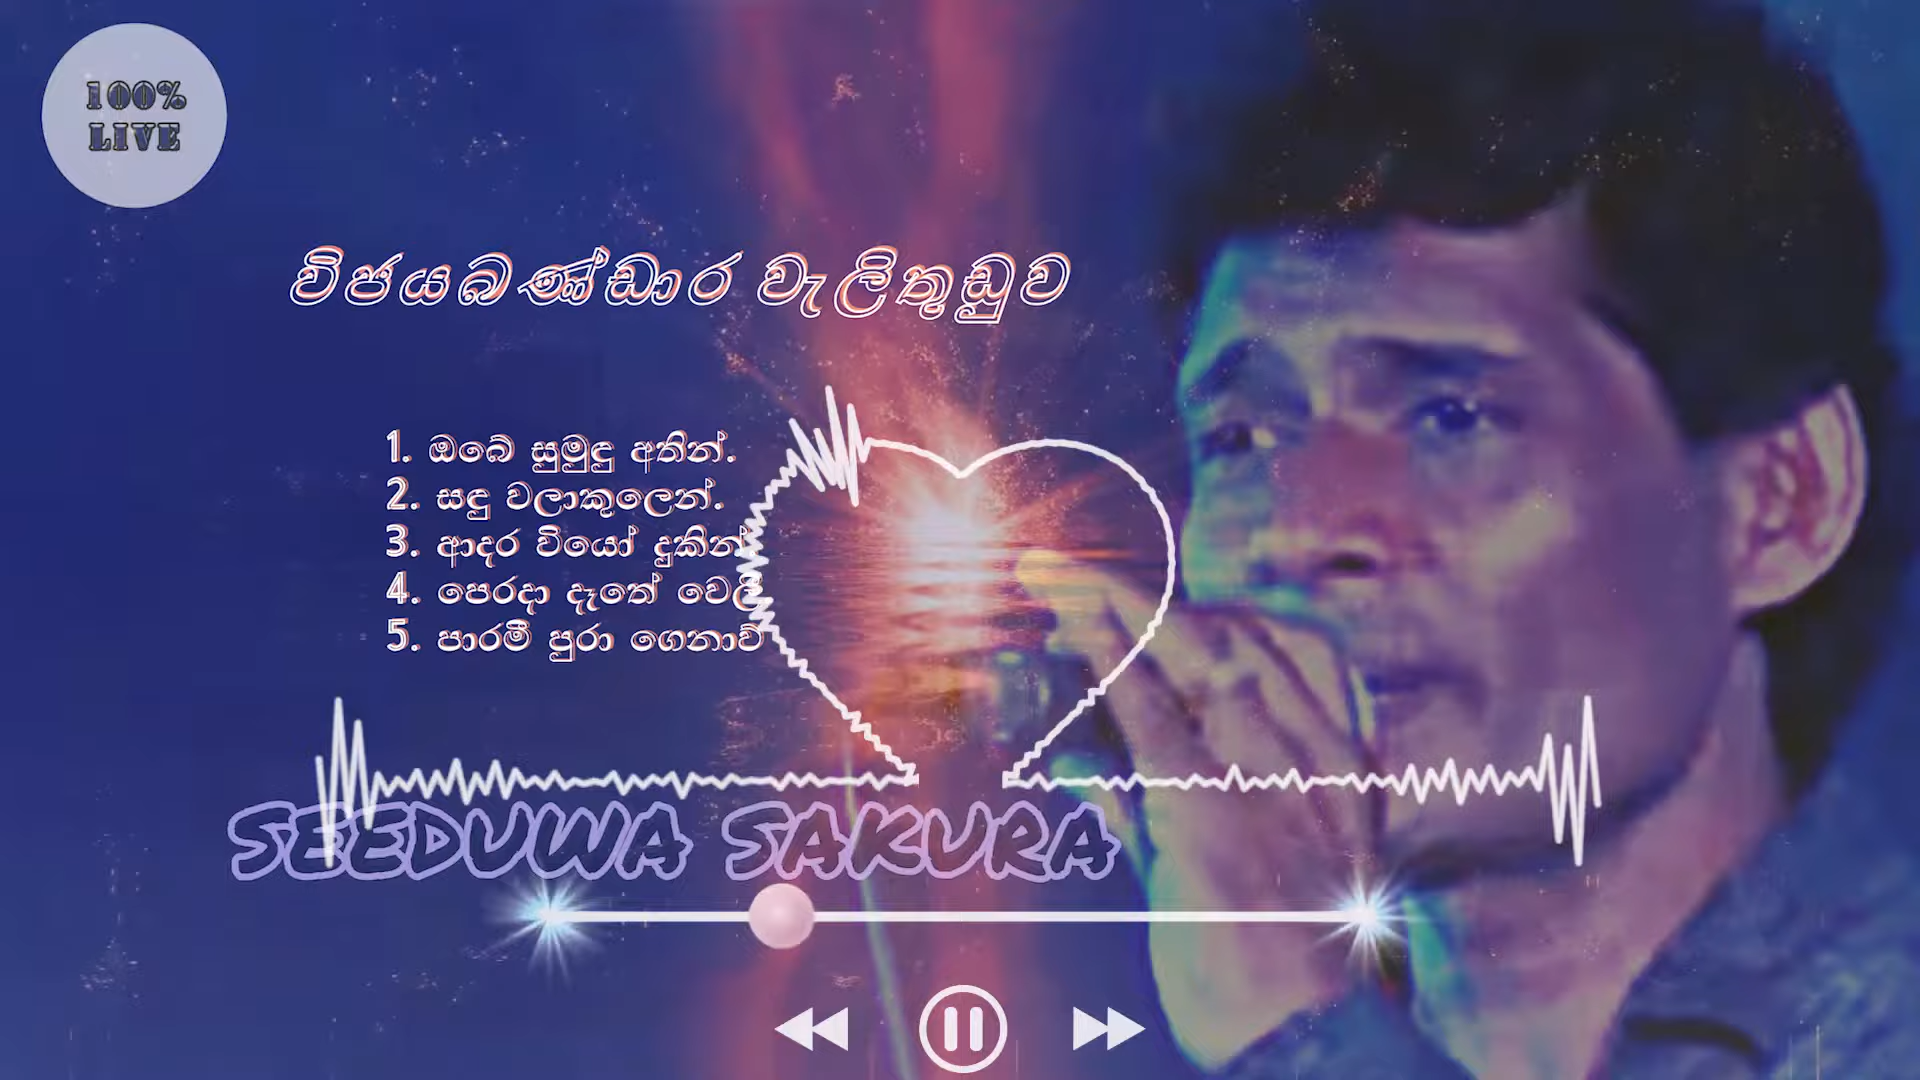 100%
LIVE
විජයබණ්ඩාර වැලිතුඩුව
1. ඔබේ සුමුදු අතින්.
2. සඳු වලාකුලෙන්.
3. ආදර වියෝ දුකින්.
4. පෙරදා දෑතේ වෙලී.
5. පාරමී පුරා ගෙනාව
SEEDUWA SAKURA